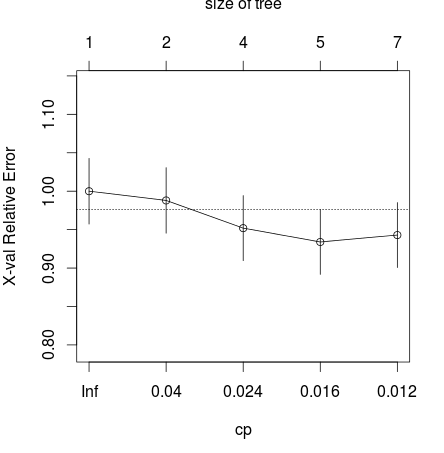 size of tree
1 2 4 5 7
X-val Relative Error
1.10
1.00
0.90
0.80
Inf 0.04 0.024 0.016 0.012
cp